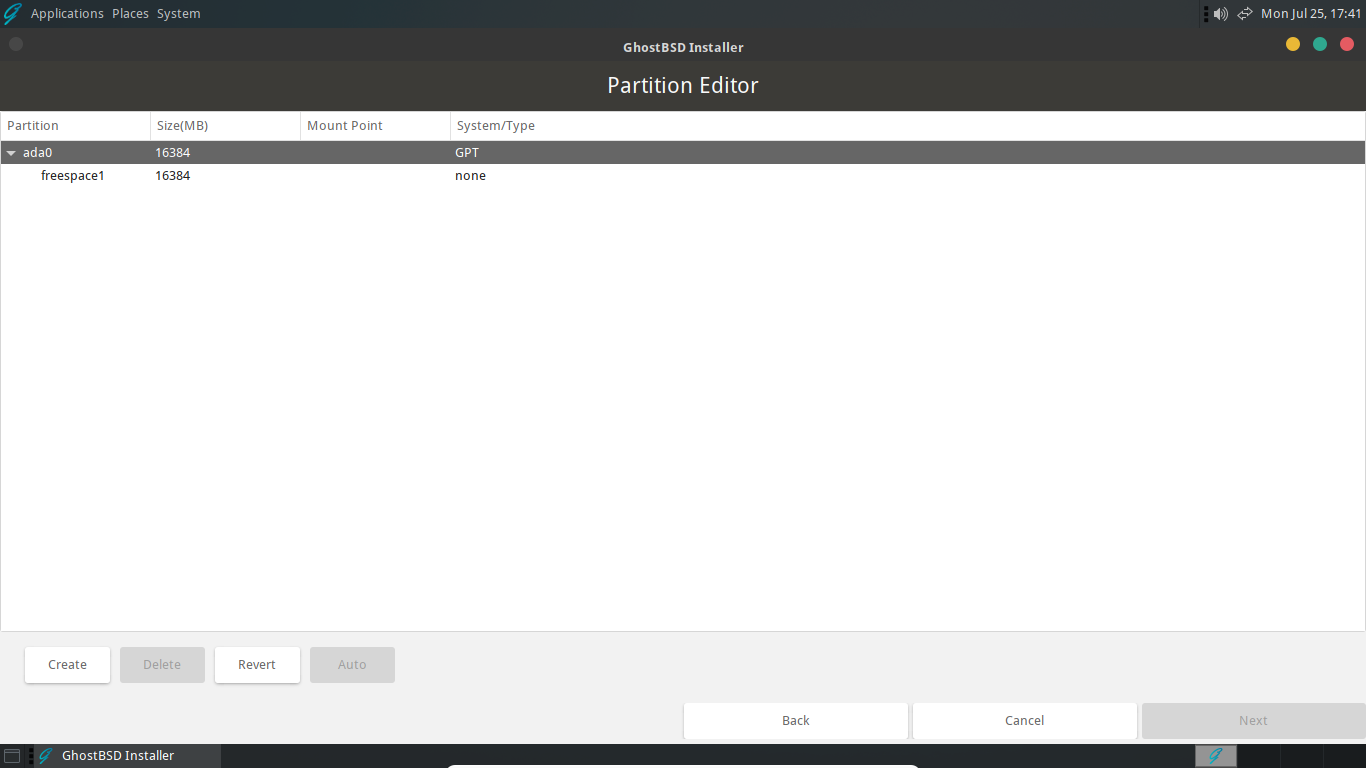 Applications Places System Mon Jul 25, 17:41
GhostBSD Installer
Partition Editor
Partition Size(MB) Mount Point System/Type
ada0 16384 GPT
freespace1 16384 none
Create Delete Revert Auto
Back Cancel Next
GhostBSD Installer